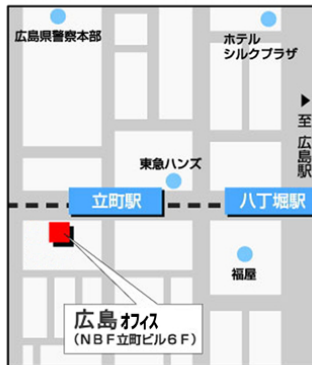 広島県警察本部
ホテル
シルクプラザ
▶至 広島駅
東急ハンズ
立町駅
八丁堀駅
福屋
広島オフィス
(NBF立町ビル6F)